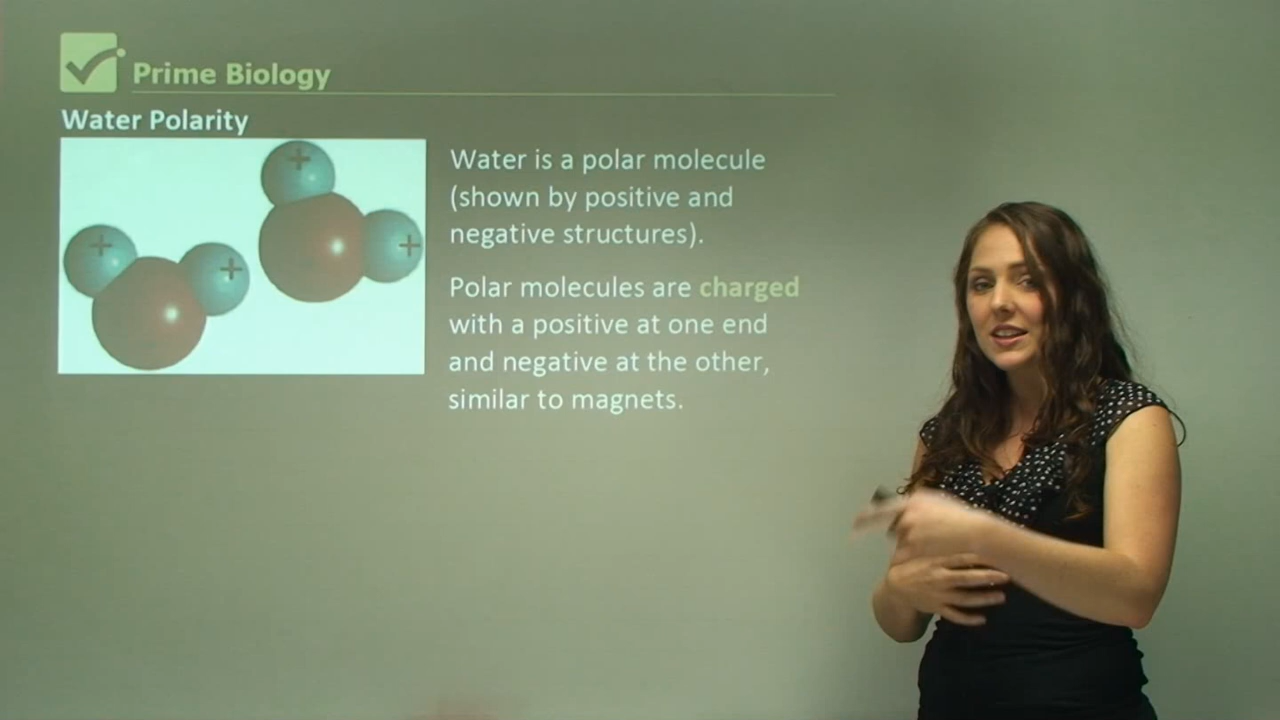 Prime Biology
Water Polarity
+
+
+
+
Water is a polar molecule
(shown by positive and
negative structures).
Polar molecules are charged
with a positive at one end
and negative at the other,
similar to magnets.